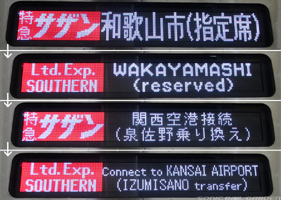 特急 サザン 和歌山市(指定席)
Ltd.Exp. WAKAYAMASHI
SOUTHERN (reserved)
特急 サザン 関西空港接続
(泉佐野乗り換え)
Ltd.Exp. Connect to KANSAI AIRPORT
SOUTHERN (IZUMISANO transfer)